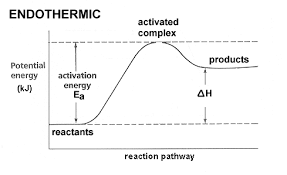 ENDOTHERMIC
activated
complex
products
Potential
energy
(kJ)
activation
energy
Ea
ΔH
reactants
reaction pathway